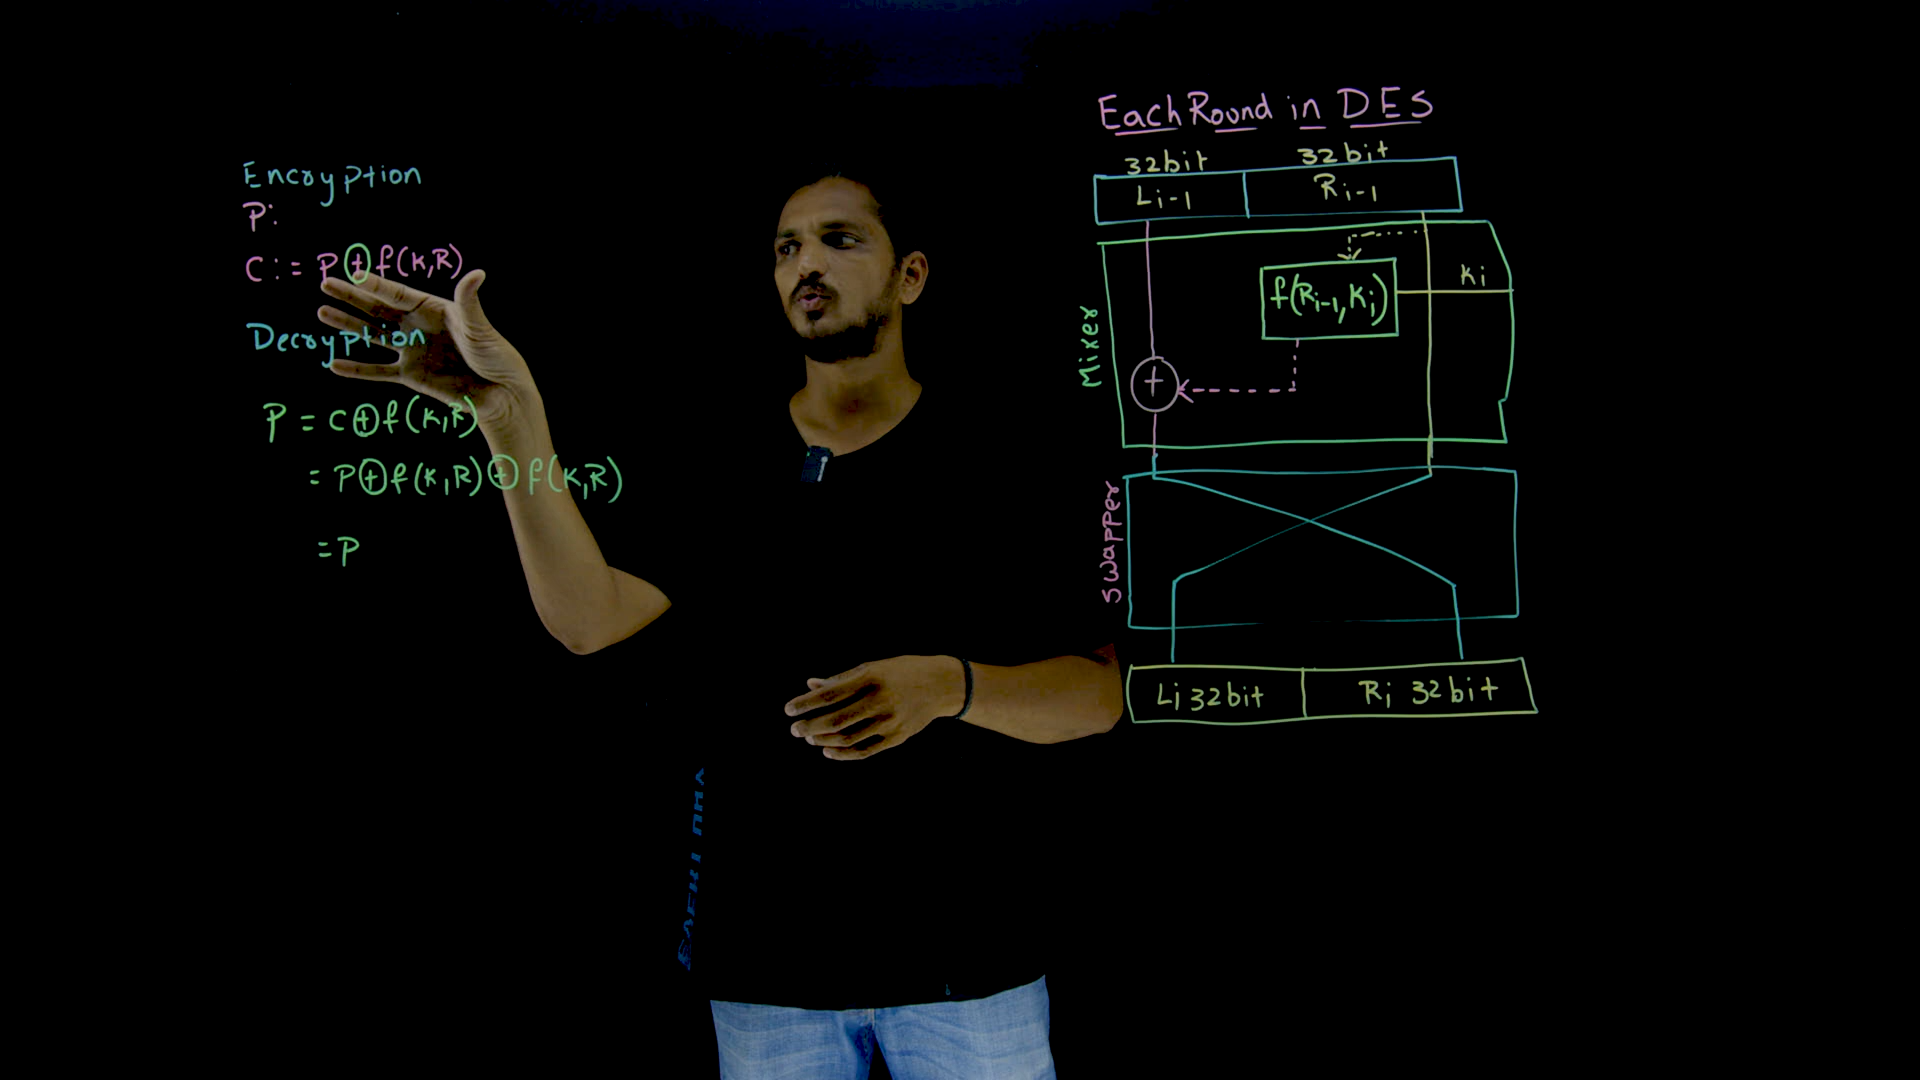 Encryption
P:
C := P ⊕ f(K,R)
Decryption
P = C ⊕ f(K,R)
= P ⊕ f(K,R) ⊕ f(K,R)
= P
Each Round in DES
32bit 32bit
Li-1 Ri-1
Mixer
f(Ri-1, Ki)
Ki
+
Swapper
Li 32bit Ri 32bit